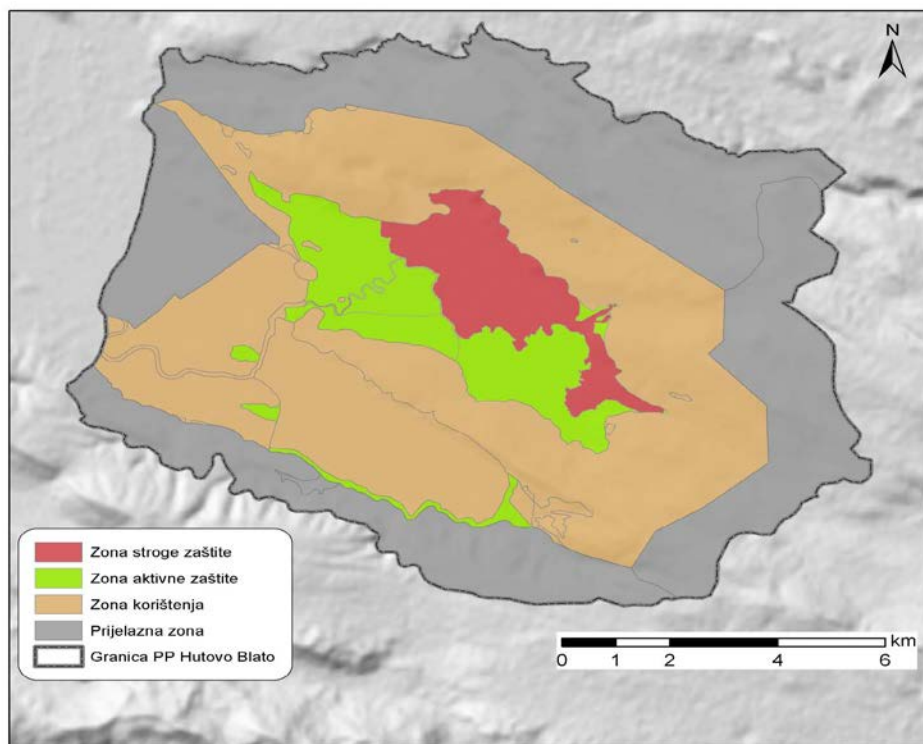 N
Zona stroge zaštite
Zona aktivne zaštite
Zona korištenja
Prijelazna zona
Granica PP Hutovo Blato
km
0 1 2 4 6